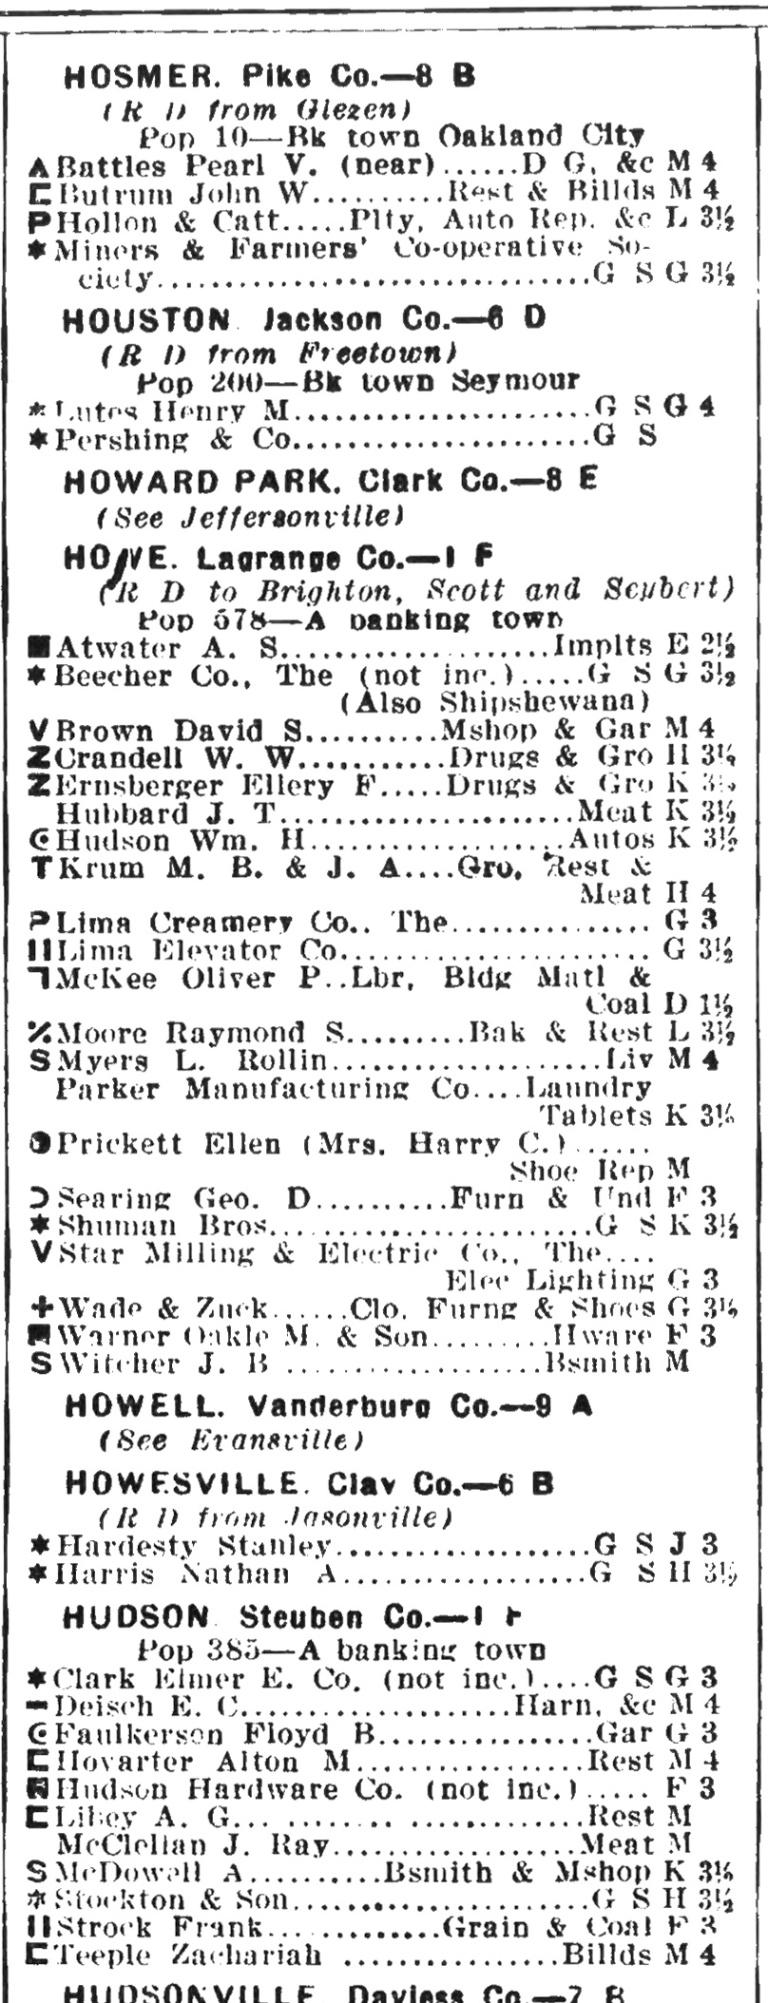 HOSMER. Pike Co.—8 B
(R D from Glezen)
Pop 10—Bk town Oakland City
Battles Pearl V. (near)......D G, &c M 4
Butrum John W..........Rest & Billds M 4
P Hollon & Catt.....Plty, Auto Rep. &c L 3½
* Miners & Farmers' Co-operative So-
ciety................................G S G 3½
HOUSTON Jackson Co.—6 D
(R D from Freetown)
Pop 200—Bk town Seymour
* Lutes Henry M......................G S G 4
* Pershing & Co......................G S
HOWARD PARK. Clark Co.—8 E
(See Jeffersonville)
HOWE. Lagrange Co.—1 F
(R D to Brighton, Scott and Seybert)
Pop 578—A banking town
■ Atwater A. S....................Implts E 2½
* Beecher Co., The (not inc.).....G S G 3½
(Also Shipshewana)
V Brown David S..........Mshop & Gar M 4
Z Crandell W. W...........Drugs & Gro H 3½
Z Ernsberger Ellery F.....Drugs & Gro K 3½
Hubbard J. T......................Meat K 3½
Hudson Wm. H...................Autos K 3½
T Krum M. B. & J. A....Gro, Rest &
Meat H 4
P Lima Creamery Co., The............... G 3
II Lima Elevator Co....................... G 3½
McKee Oliver P..Lbr, Bldg Matl &
Coal D 1½
% Moore Raymond S.........Bak & Rest L 3½
S Myers L. Rollin....................Liv M 4
Parker Manufacturing Co....Laundry
Tablets K 3½
Prickett Ellen (Mrs. Harry C.)......
Shoe Rep M
Searing Geo. D..........Furn & Und F 3
* Shuman Bros........................G S K 3½
V Star Milling & Electric Co., The....
Elec Lighting G 3
+ Wade & Zuck......Clo, Furng & Shoes G 3½
Warner Oakle M. & Son.........Hware F 3
S Witcher J. B ...................Bsmith M
HOWELL. Vanderburg Co.—9 A
(See Evansville)
HOWESVILLE. Clay Co.—6 B
(R D from Jasonville)
* Hardesty Stanley...................G S J 3
* Harris Nathan A..................G S H 3½
HUDSON Steuben Co.—1 F
Pop 385—A banking town
* Clark Elmer E. Co. (not inc.)....G S G 3
— Deisch E. C....................Harn, &c M 4
Faulkerson Floyd B................Gar G 3
Hovarter Alton M.................Rest M 4
Hudson Hardware Co. (not inc.)..... F 3
Libey A. G... ........ ............Rest M
McClellan J. Ray..................Meat M
S McDowell A..........Bsmith & Mshop K 3½
* Stockton & Son.....................G S H 3½
II Strock Frank.............Grain & Coal F 3
Teeple Zachariah ................Billds M 4
HUDSONVILLE Daviess Co.—7 B